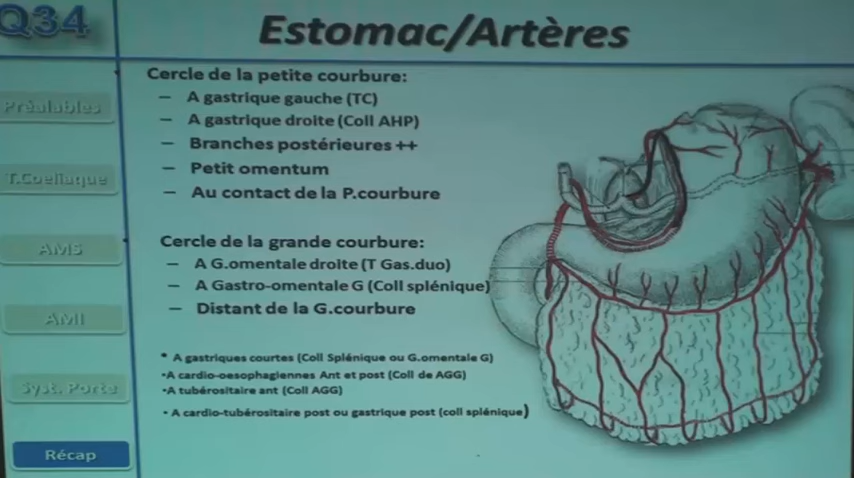 Q34
Estomac/Artères
Préalables
T.Coeliaque
AMS
AMI
Syst. Porte
Récap
Cercle de la petite courbure:
– A gastrique gauche (TC)
– A gastrique droite (Coll AHP)
– Branches postérieures ++
– Petit omentum
– Au contact de la P.courbure
Cercle de la grande courbure:
– A G.omentale droite (T Gas.duo)
– A Gastro-omentale G (Coll splénique)
– Distant de la G.courbure
• A gastriques courtes (Coll Splénique ou G.omentale G)
•A cardio-oesophagiennes Ant et post (Coll de AGG)
•A tubérositaire ant (Coll AGG)
• A cardio-tubérositaire post ou gastrique post (coll splénique)